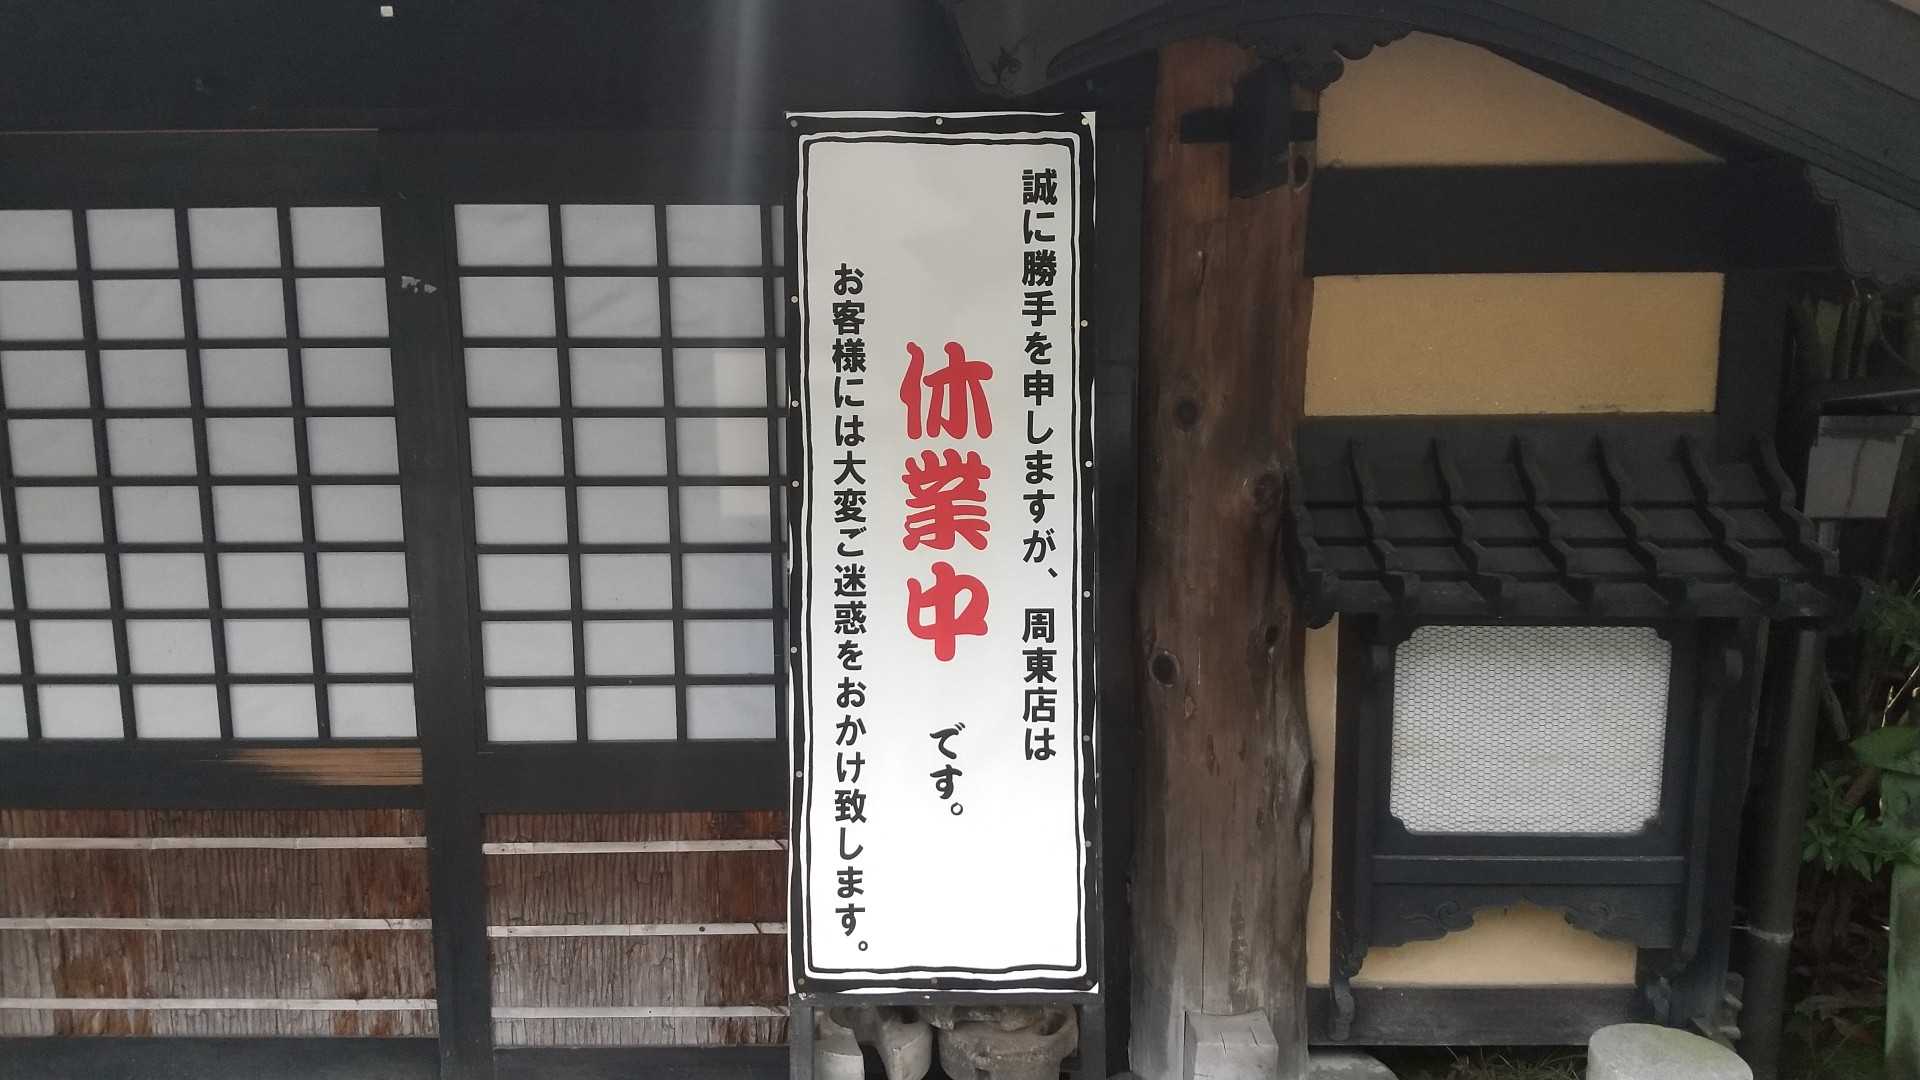 誠に勝手を申しますが、周東店は
休業中です。
お客様には大変ご迷惑をおかけ致します。